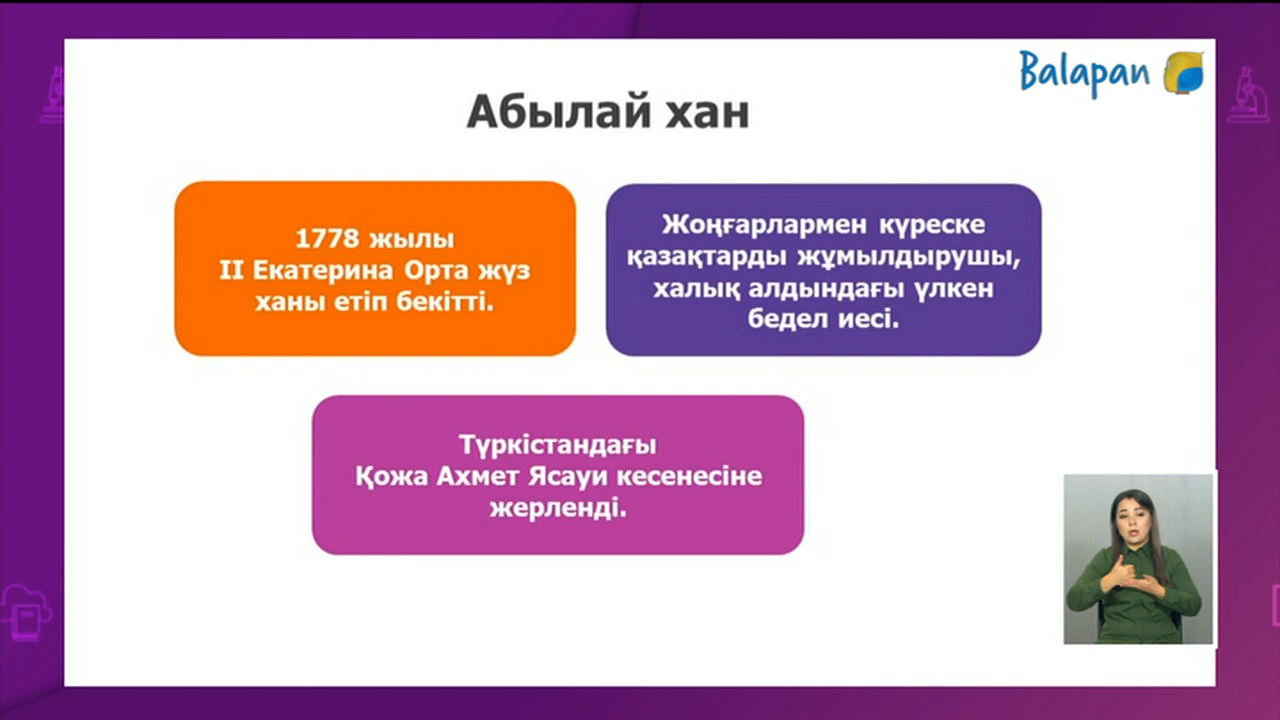 Balapan
Абылай хан
1778 жылы
ІІ Екатерина Орта жүз
ханы етіп бекітті.
Жоңғарлармен күреске
қазақтарды жұмылдырушы,
халық алдындағы үлкен
бедел иесі.
Түркістандағы
Қожа Ахмет Ясауи кесенесіне
жерленді.